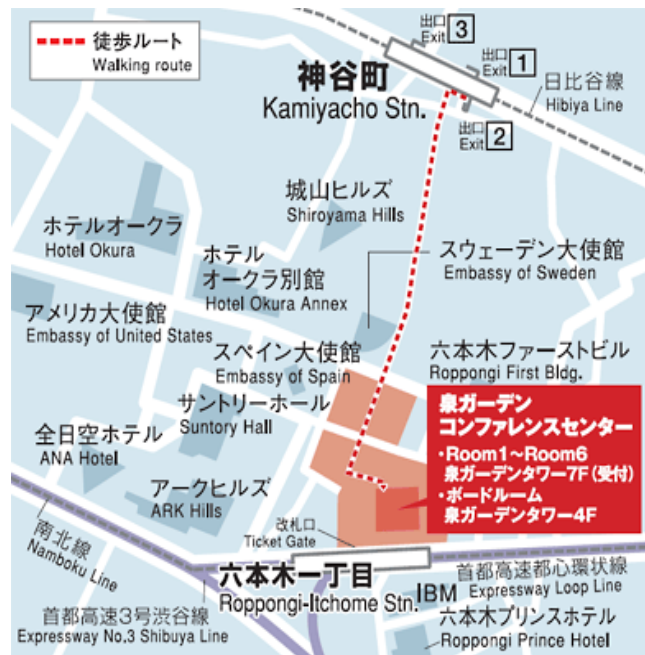 徒歩ルート
Walking route
出口
Exit 3
出口
Exit 1
神谷町
Kamiyacho Stn.
日比谷線
Hibiya Line
出口
Exit 2
城山ヒルズ
Shiroyama Hills
ホテルオークラ
Hotel Okura
ホテル
オークラ別館
Hotel Okura Annex
スウェーデン大使館
Embassy of Sweden
アメリカ大使館
Embassy of United States
スペイン大使館
Embassy of Spain
六本木ファーストビル
Roppongi First Bldg.
サントリーホール
Suntory Hall
泉ガーデン
コンファレンスセンター
・Room1～Room6
泉ガーデンタワー7F(受付)
・ボードルーム
泉ガーデンタワー4F
全日空ホテル
ANA Hotel
アークヒルズ
ARK Hills
改札口
Ticket Gate
南北線
Namboku Line
六本木一丁目
Roppongi-Itchome Stn.
首都高速都心環状線
Expressway Loop Line
IBM
首都高速3号渋谷線
Expressway No.3 Shibuya Line
六本木プリンスホテル
Roppongi Prince Hotel